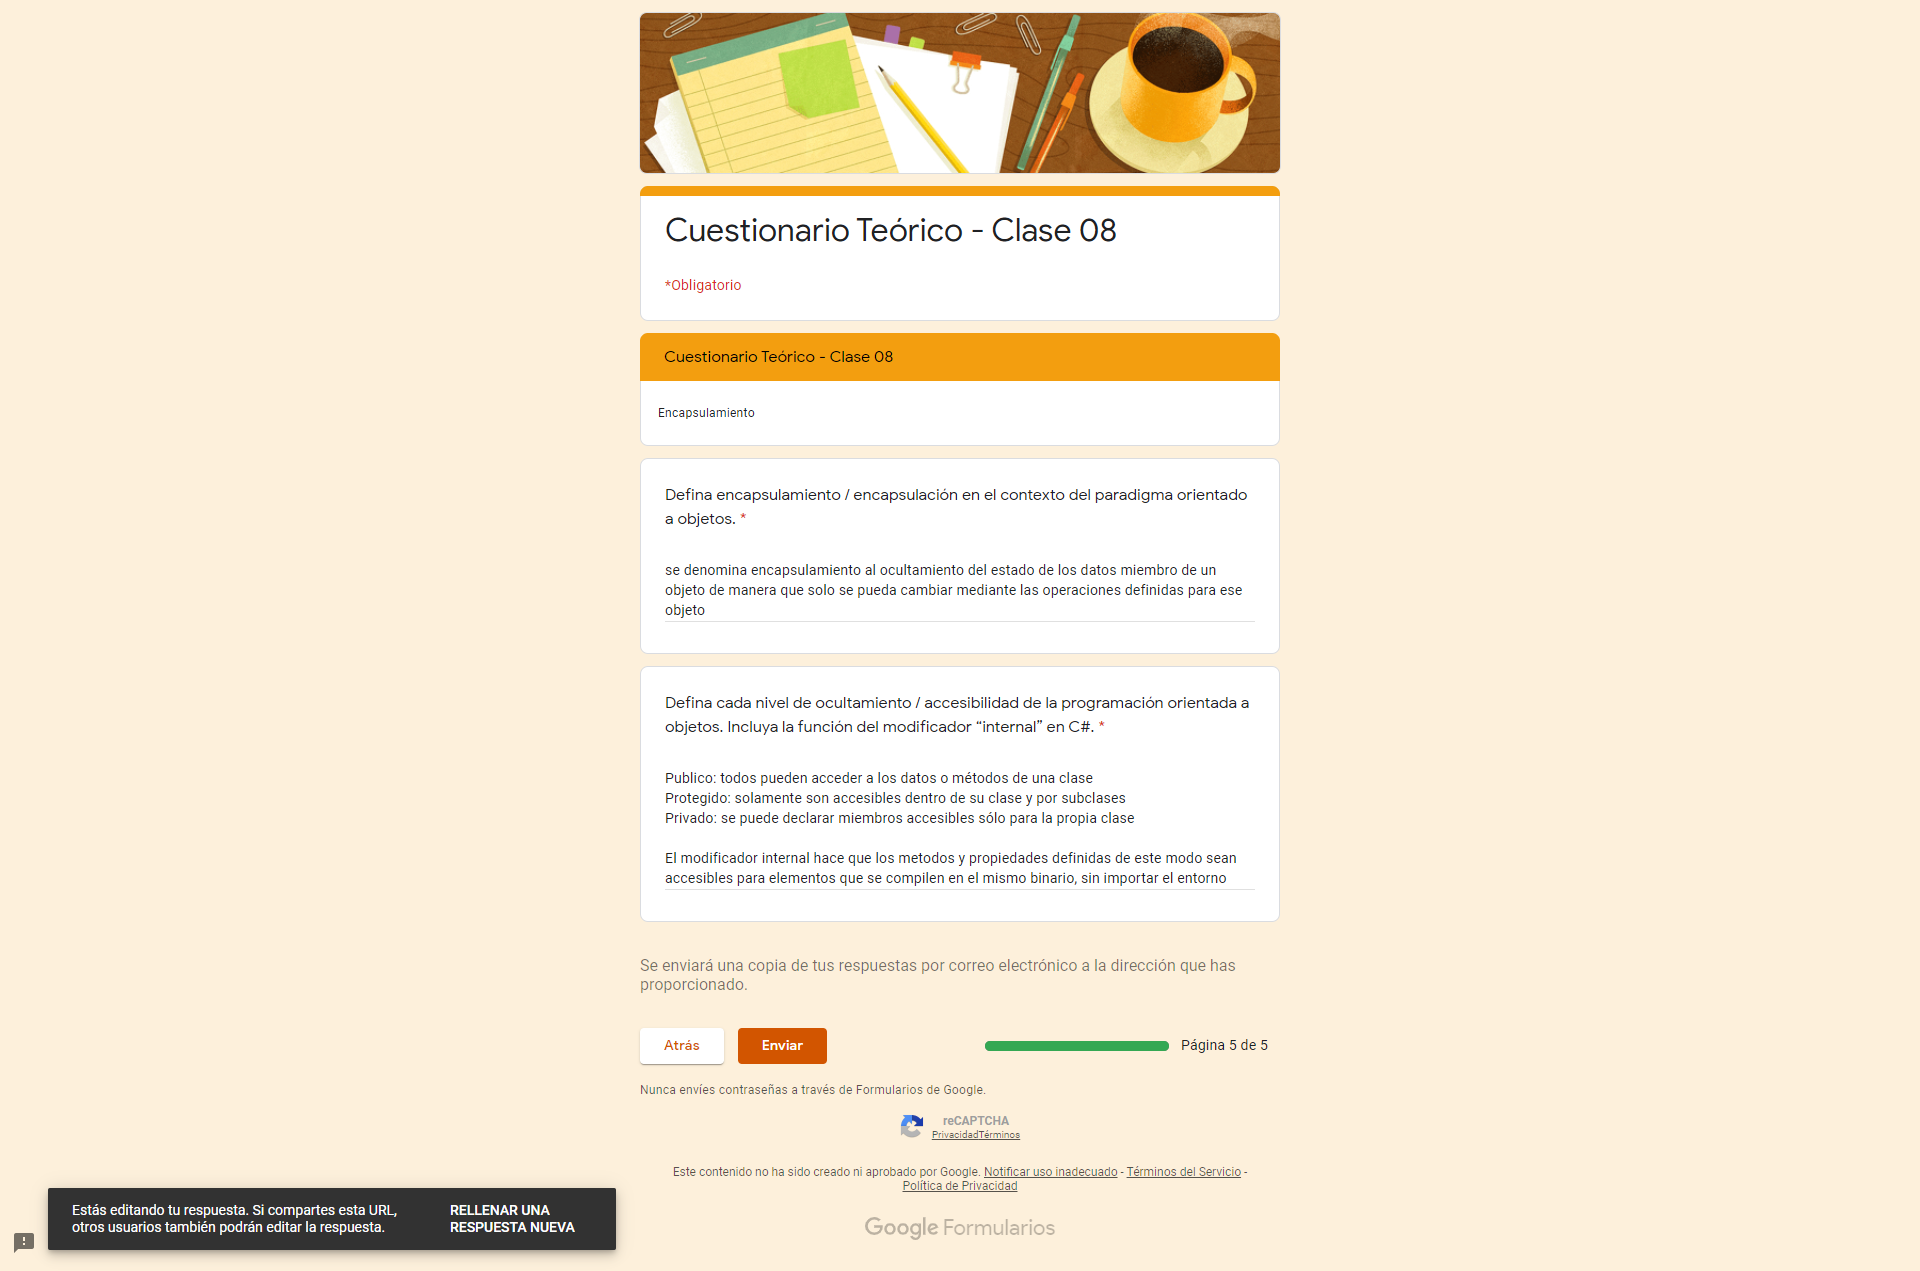 Cuestionario Teórico - Clase 08
*Obligatorio
Cuestionario Teórico - Clase 08
Encapsulamiento
Defina encapsulamiento / encapsulación en el contexto del paradigma orientado
a objetos. *
se denomina encapsulamiento al ocultamiento del estado de los datos miembro de un
objeto de manera que solo se pueda cambiar mediante las operaciones definidas para ese
objeto
Defina cada nivel de ocultamiento / accesibilidad de la programación orientada a
objetos. Incluya la función del modificador “internal” en C#. *
Publico: todos pueden acceder a los datos o métodos de una clase
Protegido: solamente son accesibles dentro de su clase y por subclases
Privado: se puede declarar miembros accesibles sólo para la propia clase
El modificador internal hace que los metodos y propiedades definidas de este modo sean
accesibles para elementos que se compilen en el mismo binario, sin importar el entorno
Se enviará una copia de tus respuestas por correo electrónico a la dirección que has
proporcionado.
Atrás
Enviar
Página 5 de 5
Nunca envíes contraseñas a través de Formularios de Google.
reCAPTCHA
PrivacidadTérminos
Este contenido no ha sido creado ni aprobado por Google. Notificar uso inadecuado - Términos del Servicio -
Política de Privacidad
Google Formularios
Estás editando tu respuesta. Si compartes esta URL,
otros usuarios también podrán editar la respuesta.
RELLENAR UNA
RESPUESTA NUEVA